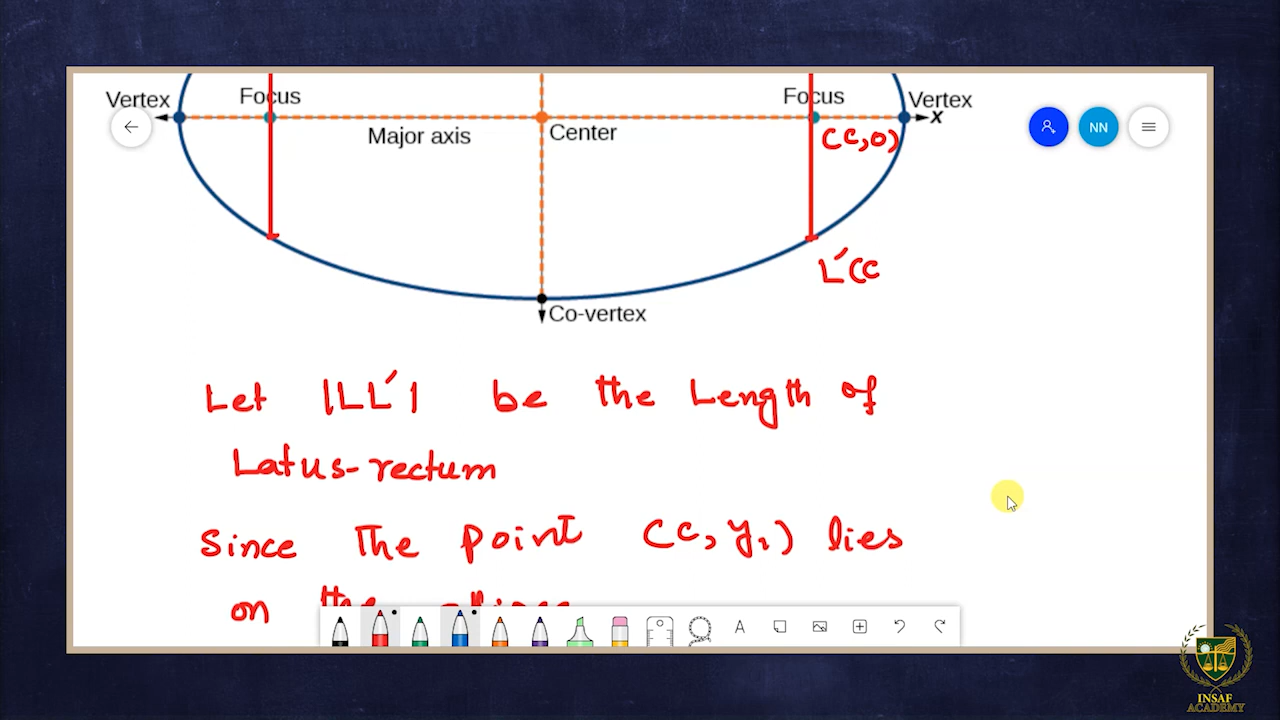 Vertex Focus Focus Vertex
x
Major axis Center (c,0)
NN
L′(c
Co-vertex
Let |LL′| be the Length of
Latus-rectum
Since The point (c, y₁) lies
on the
A
INSAF
ACADEMY